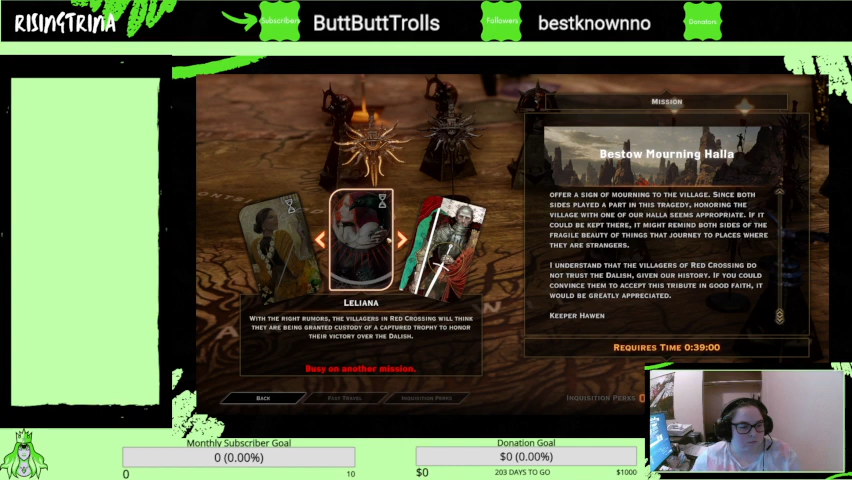 RISINGTRINA
Subscribers
ButtButtTrolls
Followers
bestknownno
Donators
Mission
Bestow Mourning Halla
offer a sign of mourning to the village. Since both
sides played a part in this tragedy, honoring the
village with one of our halla seems appropriate. If it
could be kept there, it might remind both sides of the
fragile beauty of things that journey to places where
they are strangers.
I understand that the villagers of Red Crossing do
not trust the Dalish, given our history. If you could
convince them to accept this tribute in good faith, it
would be greatly appreciated.
Keeper Hawen
Requires Time 0:39:00
Leliana
With the right rumors, the villagers in Red Crossing will think
they are being granted custody of a captured trophy to honor
their victory over the Dalish.
Busy on another mission.
Back
Fast Travel
Inquisition Perks
Inquisition Perks 0
Monthly Subscriber Goal
0 (0.00%)
0
10
Donation Goal
$0 (0.00%)
$0
203 DAYS TO GO
$1000